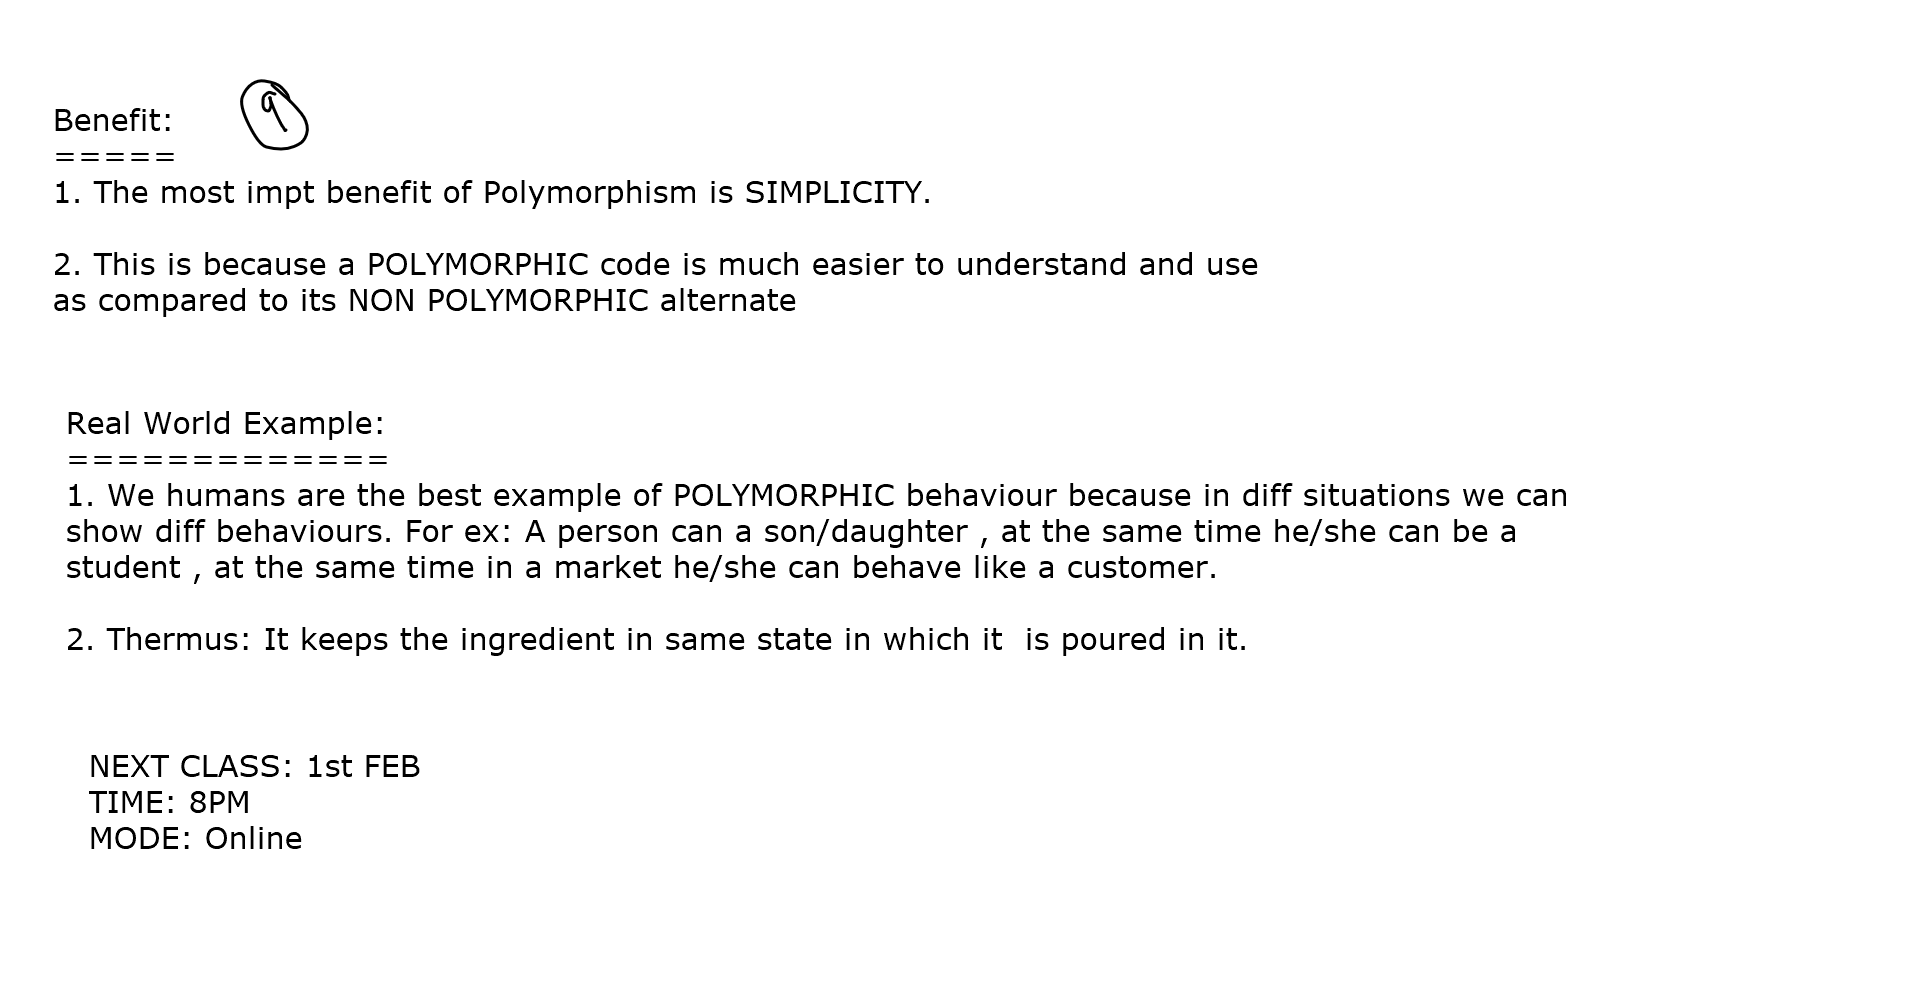 Benefit:
=====
1. The most impt benefit of Polymorphism is SIMPLICITY.
2. This is because a POLYMORPHIC code is much easier to understand and use
as compared to its NON POLYMORPHIC alternate
Real World Example:
=============
1. We humans are the best example of POLYMORPHIC behaviour because in diff situations we can
show diff behaviours. For ex: A person can a son/daughter , at the same time he/she can be a
student , at the same time in a market he/she can behave like a customer.
2. Thermus: It keeps the ingredient in same state in which it  is poured in it.
NEXT CLASS: 1st FEB
TIME: 8PM
MODE: Online